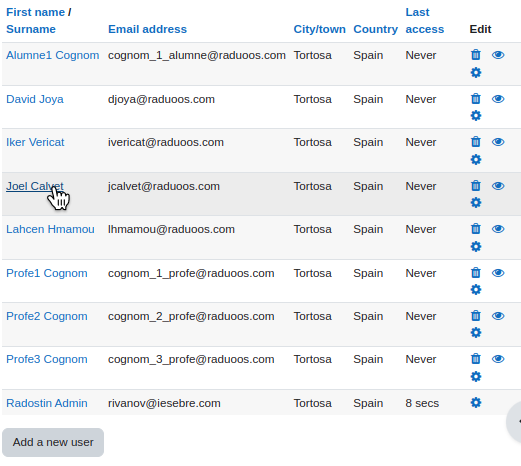 First name / Surname Email address City/town Country Last access Edit
Alumne1 Cognom cognom_1_alumne@raduoos.com Tortosa Spain Never
David Joya djoya@raduoos.com Tortosa Spain Never
Iker Vericat ivericat@raduoos.com Tortosa Spain Never
Joel Calvet jcalvet@raduoos.com Tortosa Spain Never
Lahcen Hmamou lhmamou@raduoos.com Tortosa Spain Never
Profe1 Cognom cognom_1_profe@raduoos.com Tortosa Spain Never
Profe2 Cognom cognom_2_profe@raduoos.com Tortosa Spain Never
Profe3 Cognom cognom_3_profe@raduoos.com Tortosa Spain Never
Radostin Admin rivanov@iesebre.com Tortosa Spain 8 secs
Add a new user